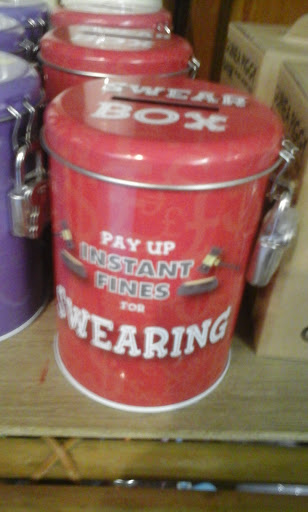 SWEAR
BOX
PAY UP
INSTANT
FINES
FOR
SWEARING